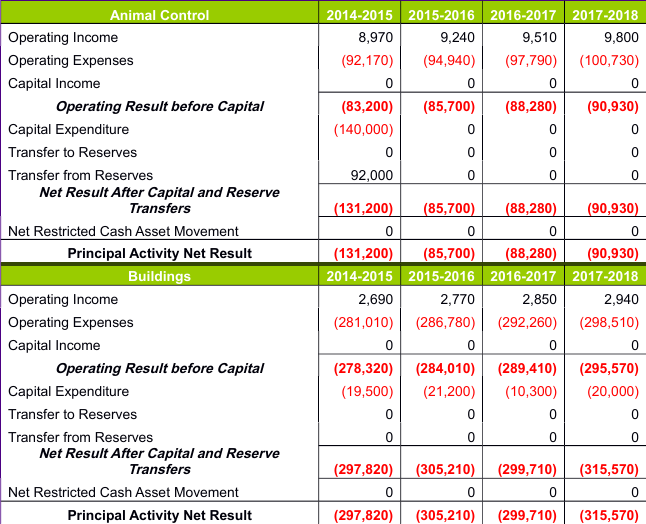 Animal Control 2014-2015 2015-2016 2016-2017 2017-2018
Operating Income 8,970 9,240 9,510 9,800
Operating Expenses (92,170) (94,940) (97,790) (100,730)
Capital Income 0 0 0 0
Operating Result before Capital (83,200) (85,700) (88,280) (90,930)
Capital Expenditure (140,000) 0 0 0
Transfer to Reserves 0 0 0 0
Transfer from Reserves 92,000 0 0 0
Net Result After Capital and Reserve
Transfers (131,200) (85,700) (88,280) (90,930)
Net Restricted Cash Asset Movement 0 0 0 0
Principal Activity Net Result (131,200) (85,700) (88,280) (90,930)
Buildings 2014-2015 2015-2016 2016-2017 2017-2018
Operating Income 2,690 2,770 2,850 2,940
Operating Expenses (281,010) (286,780) (292,260) (298,510)
Capital Income 0 0 0 0
Operating Result before Capital (278,320) (284,010) (289,410) (295,570)
Capital Expenditure (19,500) (21,200) (10,300) (20,000)
Transfer to Reserves 0 0 0 0
Transfer from Reserves 0 0 0 0
Net Result After Capital and Reserve
Transfers (297,820) (305,210) (299,710) (315,570)
Net Restricted Cash Asset Movement 0 0 0 0
Principal Activity Net Result (297,820) (305,210) (299,710) (315,570)